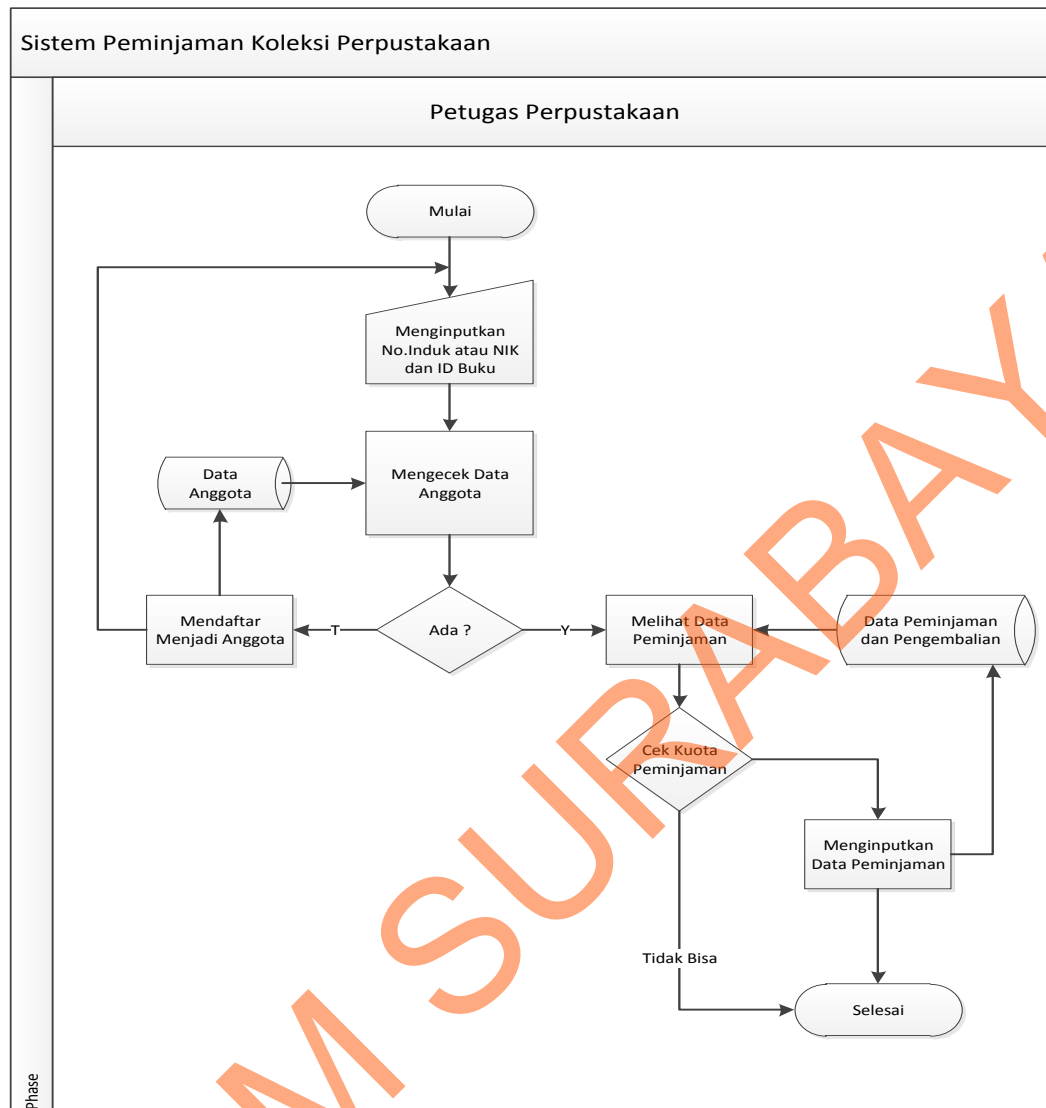 Sistem Peminjaman Koleksi Perpustakaan
Petugas Perpustakaan
Mulai
Menginputkan
No.Induk atau NIK
dan ID Buku
Data
Anggota
Mengecek Data
Anggota
Mendaftar
Menjadi Anggota
T
Ada ?
Y
Melihat Data
Peminjaman
Data Peminjaman
dan Pengembalian
Cek Kuota
Peminjaman
Menginputkan
Data Peminjaman
Tidak Bisa
Selesai
Phase
M SURABAY